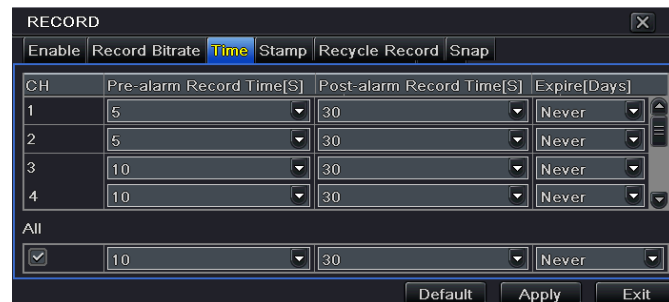 RECORD
Enable Record Bitrate Time Stamp Recycle Record Snap
CH Pre-alarm Record Time[S] Post-alarm Record Time[S] Expire[Days]
1 5 30 Never
2 5 30 Never
3 10 30 Never
4 10 30 Never
All
10 30 Never
Default Apply Exit